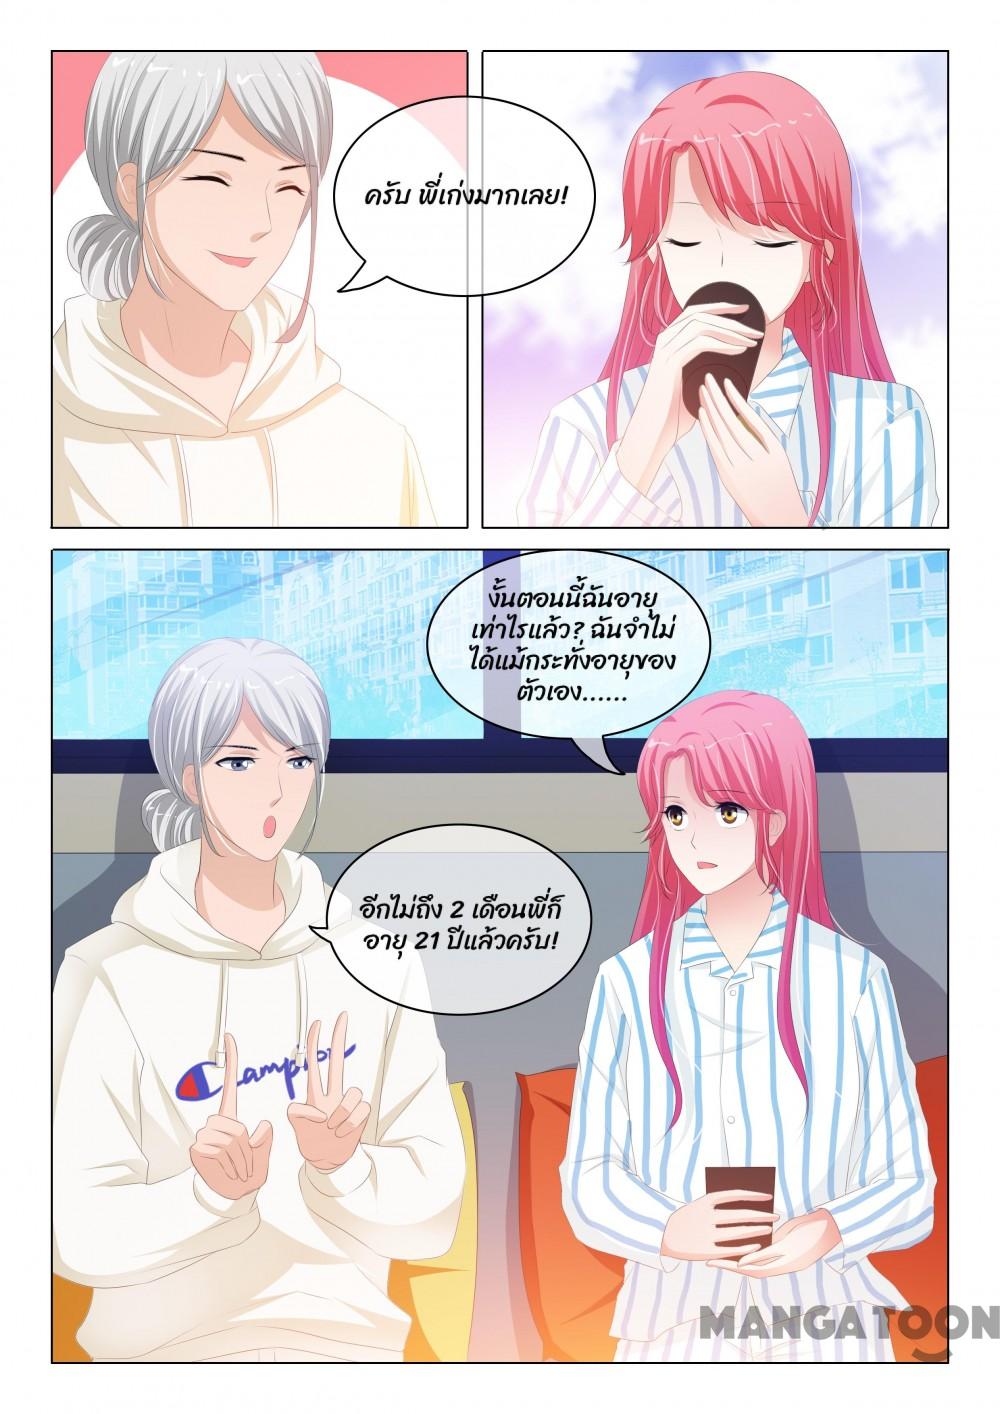 ครับ พี่เก่งมากเลย!
งั้นตอนนี้ฉันอายุ
เท่าไรแล้ว? ฉันจำไม่
ได้แม้กระทั่งอายุของ
ตัวเอง......
อีกไม่ถึง 2 เดือนพี่ก็
อายุ 21 ปีแล้วครับ!
Champion
MANGATOON